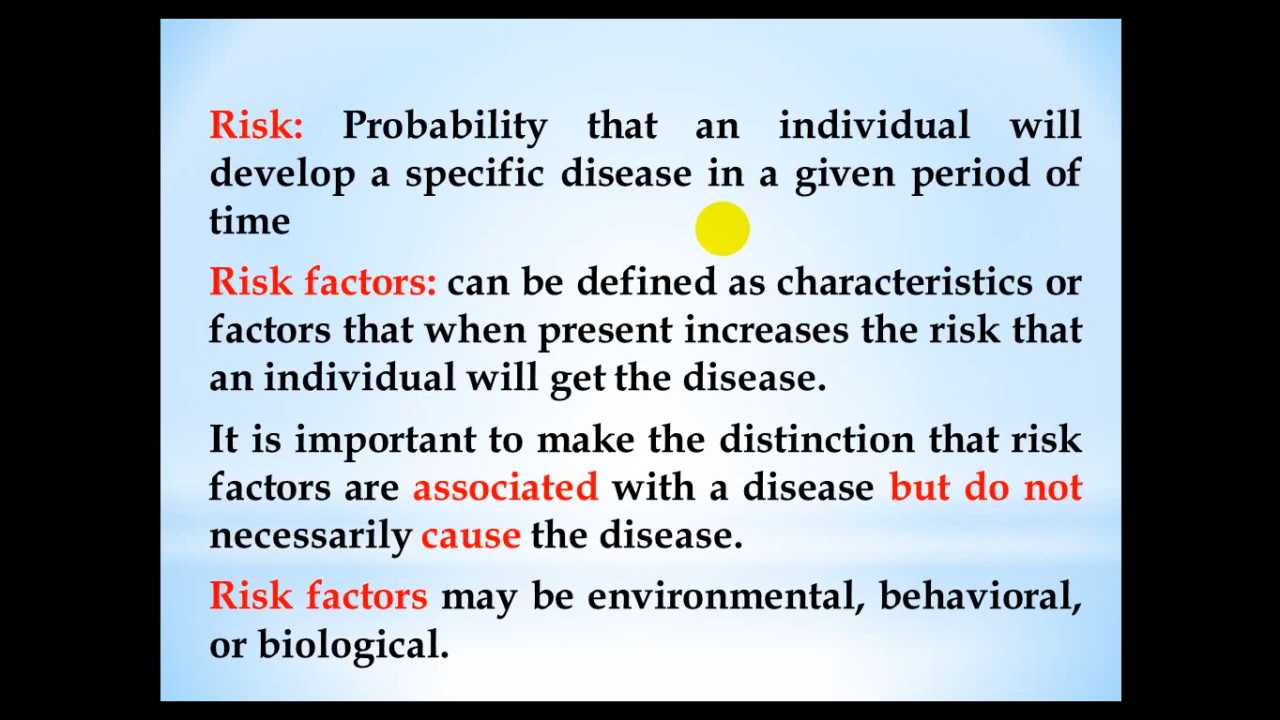 Risk: Probability that an individual will
develop a specific disease in a given period of
time
Risk factors: can be defined as characteristics or
factors that when present increases the risk that
an individual will get the disease.
It is important to make the distinction that risk
factors are associated with a disease but do not
necessarily cause the disease.
Risk factors may be environmental, behavioral,
or biological.